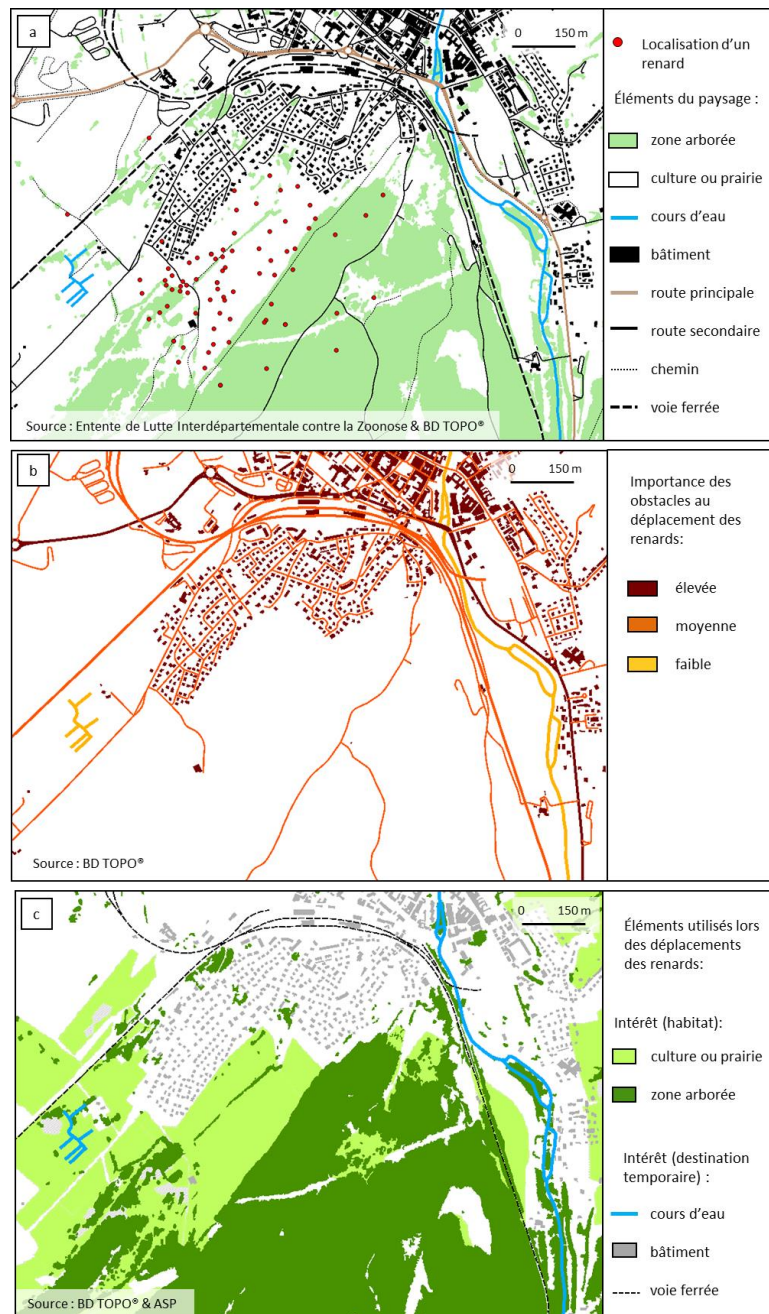 a
0 150 m
Localisation d'un
renard
Éléments du paysage :
zone arborée
culture ou prairie
cours d'eau
bâtiment
route principale
route secondaire
chemin
voie ferrée
Source : Entente de Lutte Interdépartementale contre la Zoonose & BD TOPO®
b
0 150 m
Importance des
obstacles au
déplacement des
renards:
élevée
moyenne
faible
Source : BD TOPO®
c
0 150 m
Éléments utilisés lors
des déplacements
des renards:
Intérêt (habitat):
culture ou prairie
zone arborée
Intérêt (destination
temporaire) :
cours d'eau
bâtiment
voie ferrée
Source : BD TOPO® & ASP